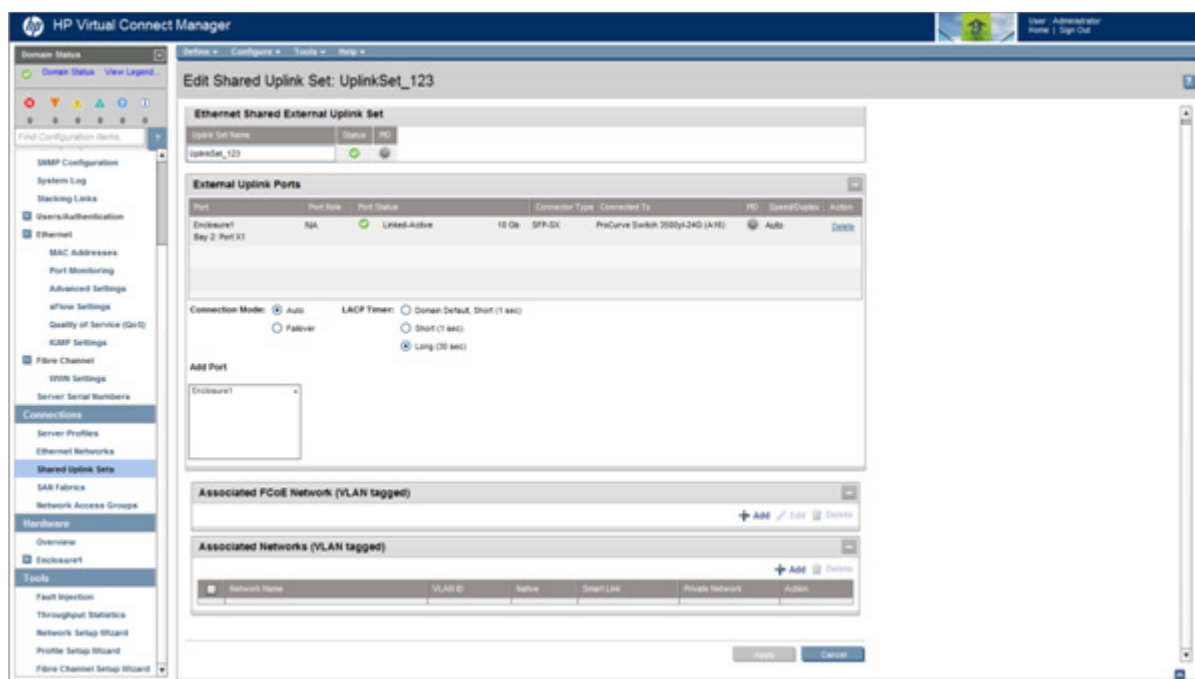 hp HP Virtual Connect Manager
User : Administrator
Home | Sign Out
Domain Status
Define Configure Tools Help
Domain Status View Legend...
Edit Shared Uplink Set: UplinkSet_123
0 0 0 0 0 0
Find Configuration Items
SNMP Configuration
System Log
Stacking Links
Users/Authentication
Ethernet
MAC Addresses
Port Monitoring
Advanced Settings
sFlow Settings
Quality of Service (QoS)
IGMP Settings
Fibre Channel
WWN Settings
Server Serial Numbers
Connections
Server Profiles
Ethernet Networks
Shared Uplink Sets
SAN Fabrics
Network Access Groups
Hardware
Overview
Enclosure1
Tools
Fault Injection
Throughput Statistics
Network Setup Wizard
Profile Setup Wizard
Fibre Channel Setup Wizard
Ethernet Shared External Uplink Set
Uplink Set Name Status PID
UplinkSet_123
External Uplink Ports
Port Port Role Port Status Connector Type Connected To PID Speed/Duplex Action
Enclosure1 N/A Linked-Active 10 Gb SFP-SX ProCurve Switch 3500yl-24G (A16) Auto Delete
Bay 2: Port X1
Connection Mode: Auto LACP Timer: Domain Default, Short (1 sec)
Failover Short (1 sec)
Long (30 sec)
Add Port
Enclosure1
Associated FCoE Network (VLAN tagged)
Add Edit Delete
Associated Networks (VLAN tagged)
Add Delete
Network Name VLAN ID Native Smart Link Private Network Action
Apply Cancel